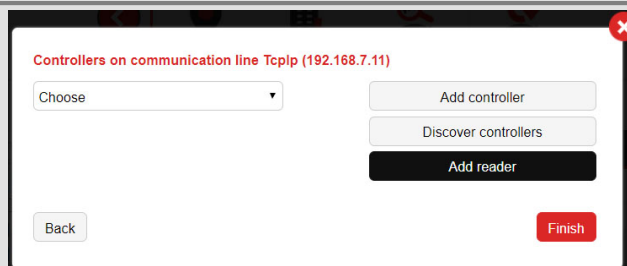 Controllers on communication line TcpIp (192.168.7.11)
Choose
Add controller
Discover controllers
Add reader
Back
Finish